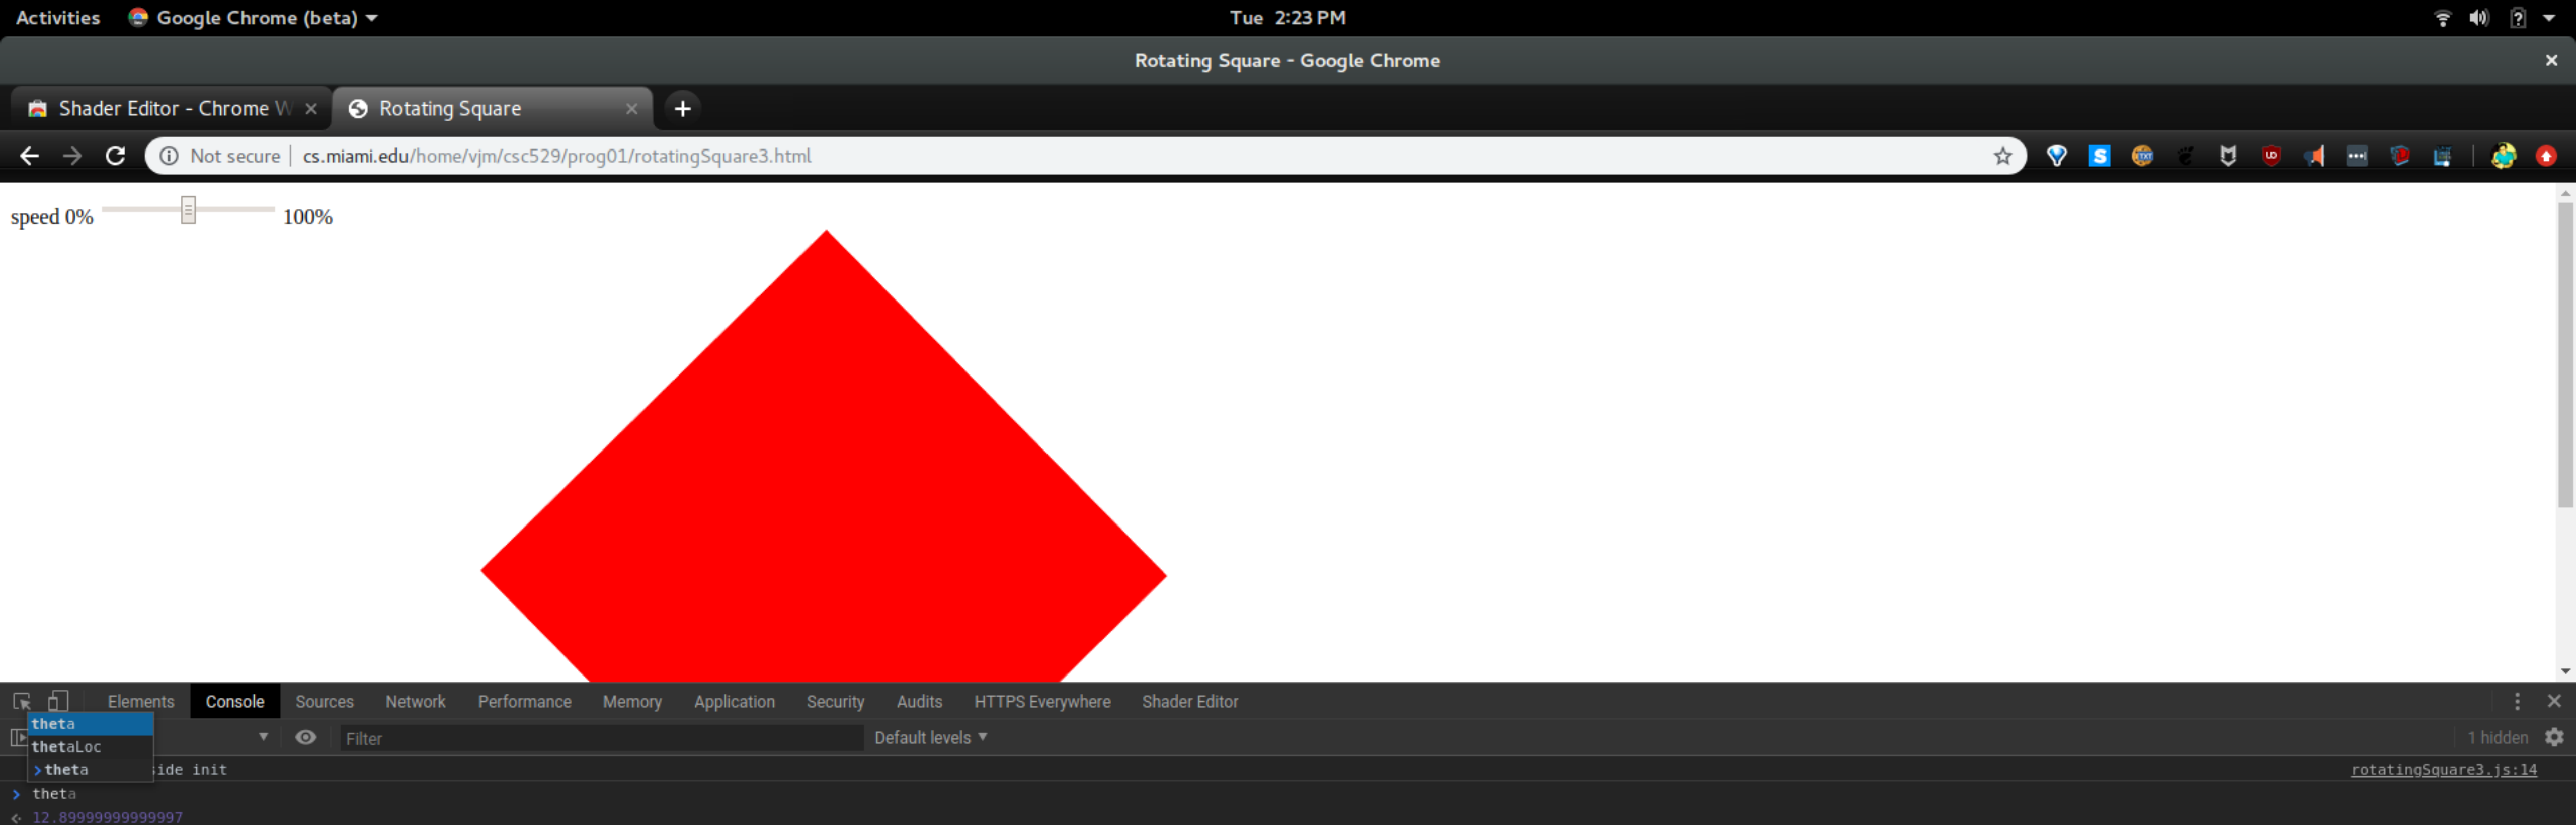 Activities Google Chrome (beta) Tue 2:23 PM
Rotating Square - Google Chrome
Shader Editor - Chrome W Rotating Square
Not secure cs.miami.edu/home/vjm/csc529/prog01/rotatingSquare3.html
speed 0% 100%
Elements Console Sources Network Performance Memory Application Security Audits HTTPS Everywhere Shader Editor
theta
Filter Default levels 1 hidden
thetaLoc
theta side init rotatingSquare3.js:14
theta
12.89999999999997